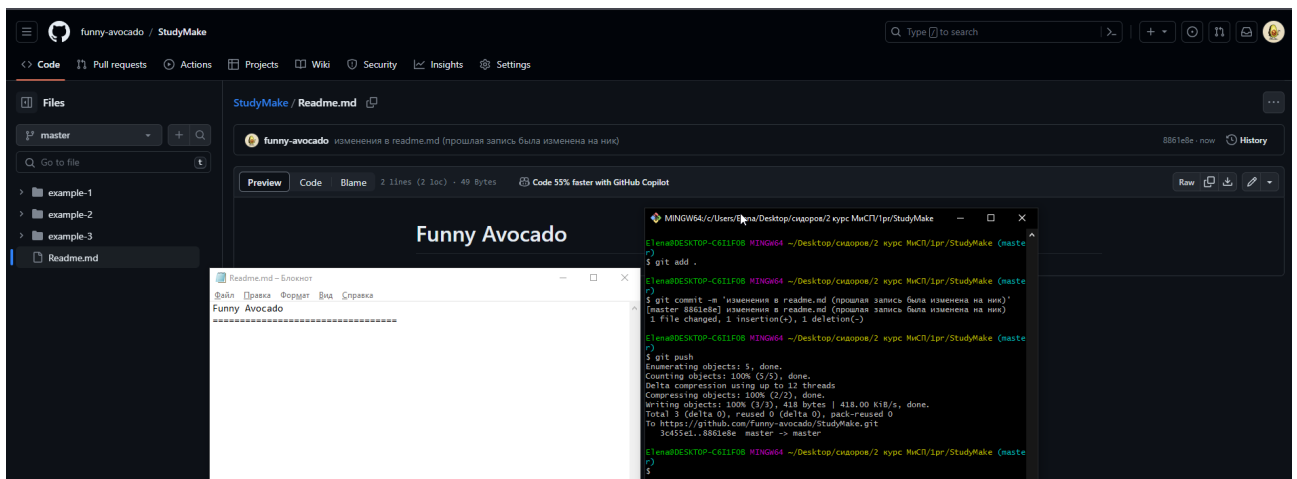 funny-avocado / StudyMake
Type / to search
<> Code Pull requests Actions Projects Wiki Security Insights Settings
Files
master
Go to file t
example-1
example-2
example-3
Readme.md
StudyMake / Readme.md
funny-avocado изменения в readme.md (прошлая запись была изменена на ник)
8861e8e · now History
Preview Code Blame 2 lines (2 loc) · 49 Bytes Code 55% faster with GitHub Copilot
Raw
Funny Avocado
Readme.md – Блокнот
Файл Правка Формат Вид Справка
Funny Avocado
==================================
MINGW64:/c/Users/Elena/Desktop/сидоров/2 курс МиСП/1pr/StudyMake
Elena@DESKTOP-C6I1FOB MINGW64 ~/Desktop/сидоров/2 курс МиСП/1pr/StudyMake (maste
r)
$ git add .
Elena@DESKTOP-C6I1FOB MINGW64 ~/Desktop/сидоров/2 курс МиСП/1pr/StudyMake (maste
r)
$ git commit -m 'изменения в readme.md (прошлая запись была изменена на ник)'
[master 8861e8e] изменения в readme.md (прошлая запись была изменена на ник)
1 file changed, 1 insertion(+), 1 deletion(-)
Elena@DESKTOP-C6I1FOB MINGW64 ~/Desktop/сидоров/2 курс МиСП/1pr/StudyMake (maste
r)
$ git push
Enumerating objects: 5, done.
Counting objects: 100% (5/5), done.
Delta compression using up to 12 threads
Compressing objects: 100% (2/2), done.
Writing objects: 100% (3/3), 418 bytes | 418.00 KiB/s, done.
Total 3 (delta 0), reused 0 (delta 0), pack-reused 0
To https://github.com/funny-avocado/StudyMake.git
3c455e1..8861e8e master -> master
Elena@DESKTOP-C6I1FOB MINGW64 ~/Desktop/сидоров/2 курс МиСП/1pr/StudyMake (maste
r)
$